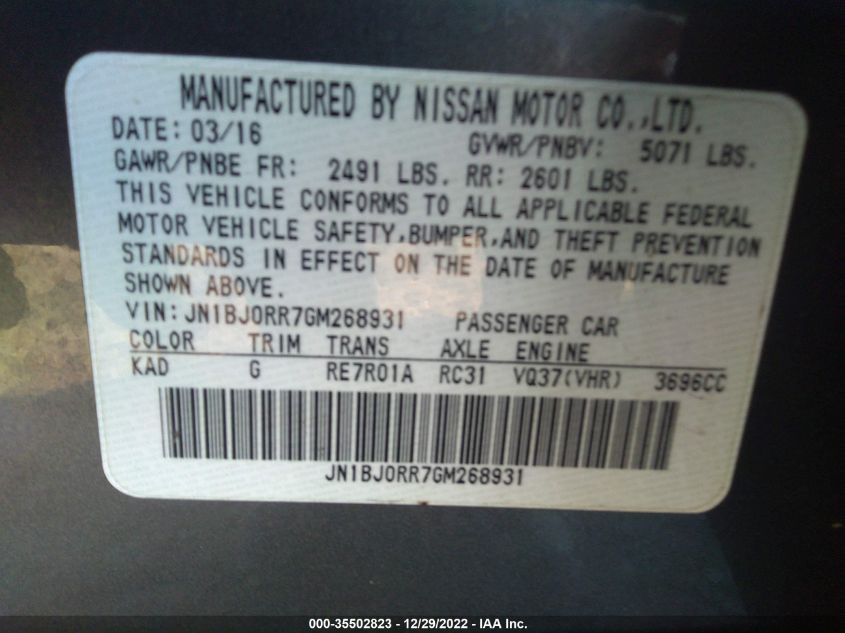 MANUFACTURED BY NISSAN MOTOR CO.,LTD.
DATE: 03/16 GVWR/PNBV: 5071 LBS.
GAWR/PNBE FR: 2491 LBS. RR: 2601 LBS.
THIS VEHICLE CONFORMS TO ALL APPLICABLE FEDERAL
MOTOR VEHICLE SAFETY,BUMPER,AND THEFT PREVENTION
STANDARDS IN EFFECT ON THE DATE OF MANUFACTURE
SHOWN ABOVE.
VIN: JN1BJ0RR7GM268931 PASSENGER CAR
COLOR TRIM TRANS AXLE ENGINE
KAD G RE7R01A RC31 VQ37(VHR) 3696CC
JN1BJ0RR7GM268931
000-35502823 - 12/29/2022 - IAA Inc.